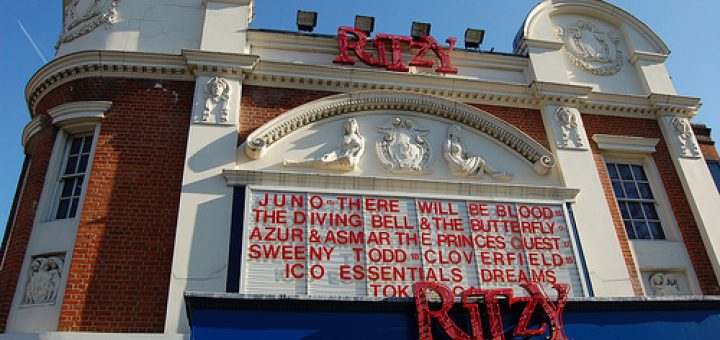 RITZY
JUNO THERE WILL BE BLOOD
THE DIVING BELL & THE BUTTERFLY
AZUR & ASMAR THE PRINCES QUEST
SWEENY TODD CLOVERFIELD
ICO ESSENTIALS DREAMS
RITZY